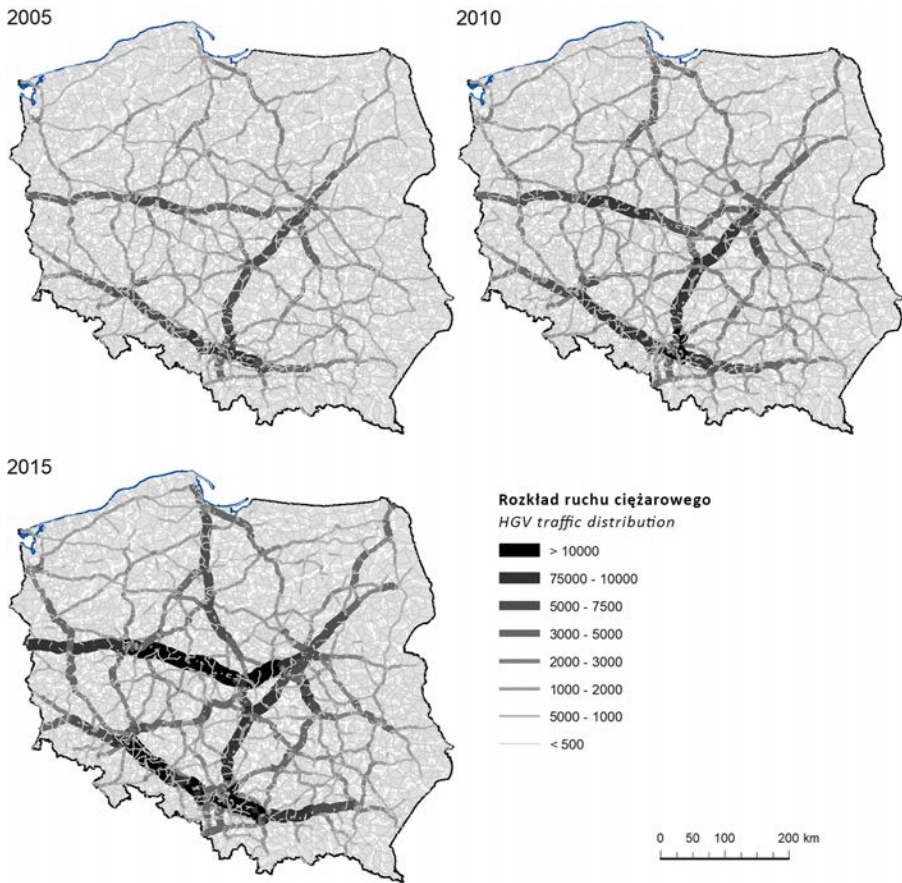 2005
2010
2015
Rozkład ruchu ciężarowego
HGV traffic distribution
> 10000
75000 - 10000
5000 - 7500
3000 - 5000
2000 - 3000
1000 - 2000
5000 - 1000
< 500
0 50 100 200 km